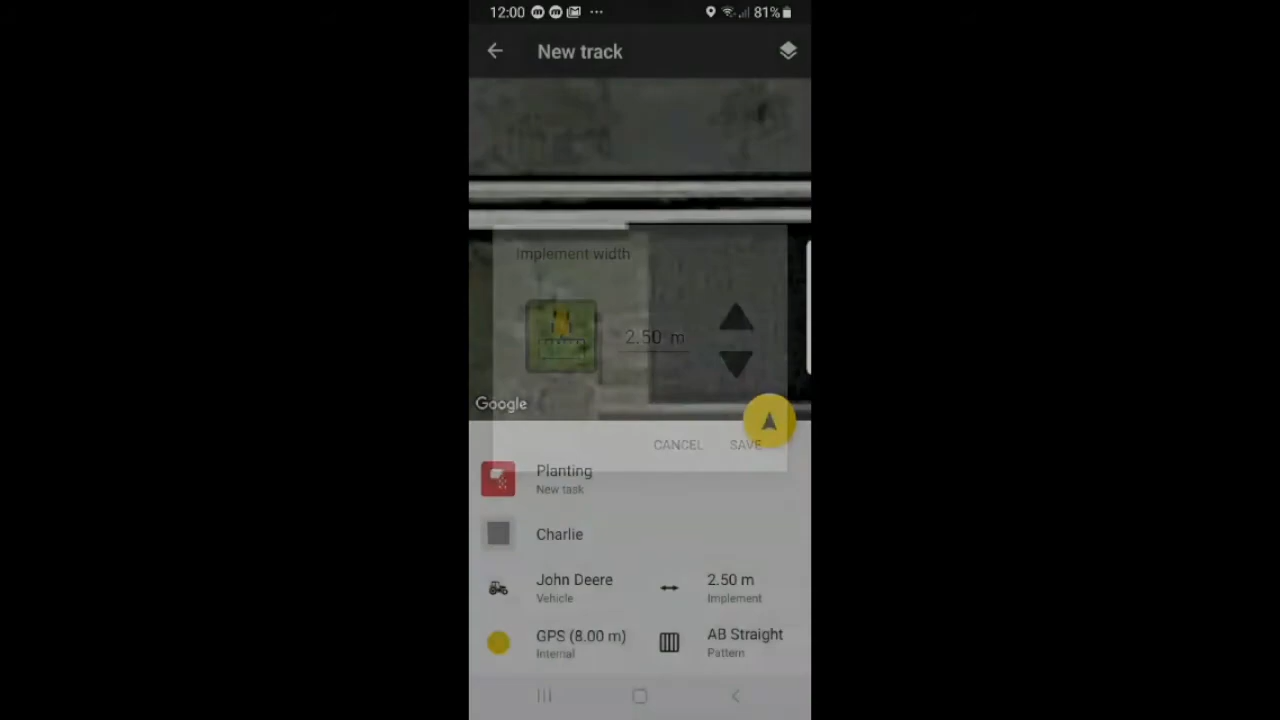 12:00 ... 81%
New track
Implement width
2.50 m
Google
CANCEL SAVE
Planting
New task
Charlie
John Deere 2.50 m
Vehicle Implement
GPS (8.00 m) AB Straight
Internal Pattern